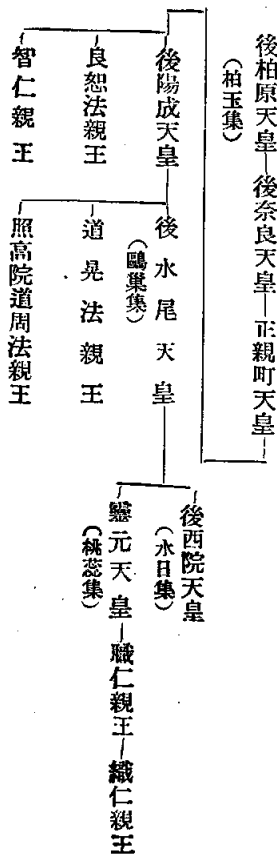 後柏原天皇―後奈良天皇―正親町天皇
（柏玉集）
後陽成天皇
良恕法親王
智仁親王
後水尾天皇
（鷗巢集）
道晃法親王
照高院道周法親王
後西院天皇
（水日集）
靈元天皇―職仁親王―織仁親王
（桃蕊集）